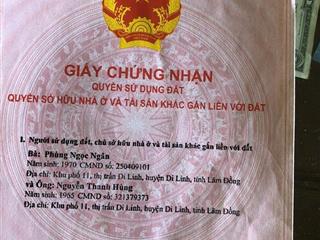 GIẤY CHỨNG NHẬN
QUYỀN SỬ DỤNG ĐẤT
QUYỀN SỞ HỮU NHÀ Ở VÀ TÀI SẢN KHÁC GẮN LIỀN VỚI ĐẤT
I. Người sử dụng đất, chủ sở hữu nhà ở và tài sản khác gắn liền với đất
Bà: Phùng Ngọc Ngân
Năm sinh: 1970 CMND số: 250409101
Địa chỉ: Khu phố 11, thị trấn Di Linh, huyện Di Linh, tỉnh Lâm Đồng
và Ông: Nguyễn Thanh Hùng
Năm sinh: 1965 CMND số: 321379373
Địa chỉ: Khu phố 11, thị trấn Di Linh, huyện Di Linh, tỉnh Lâm Đồng